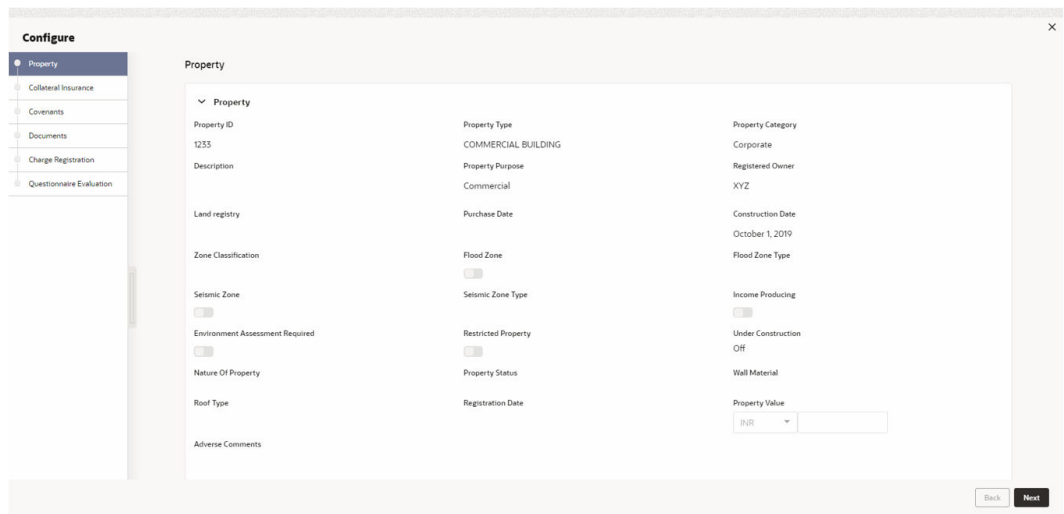 Configure
Property
Collateral Insurance
Covenants
Documents
Charge Registration
Questionnaire Evaluation
Property
Property
Property ID Property Type Property Category
1233 COMMERCIAL BUILDING Corporate
Description Property Purpose Registered Owner
Commercial XYZ
Land registry Purchase Date Construction Date
October 1, 2019
Zone Classification Flood Zone Flood Zone Type
Seismic Zone Seismic Zone Type Income Producing
Environment Assessment Required Restricted Property Under Construction
Off
Nature Of Property Property Status Wall Material
Roof Type Registration Date Property Value
INR
Adverse Comments
Back Next